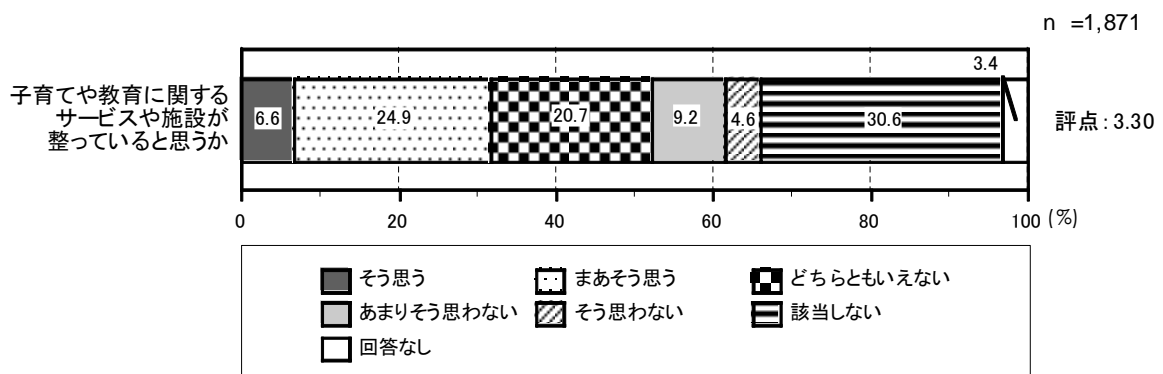 n =1,871
3.4
子育てや教育に関する
サービスや施設が
整っていると思うか
6.6
24.9
20.7
9.2
4.6
30.6
評点：3.30
0
20
40
60
80
100 (%)
そう思う
まあそう思う
どちらともいえない
あまりそう思わない
そう思わない
該当しない
回答なし